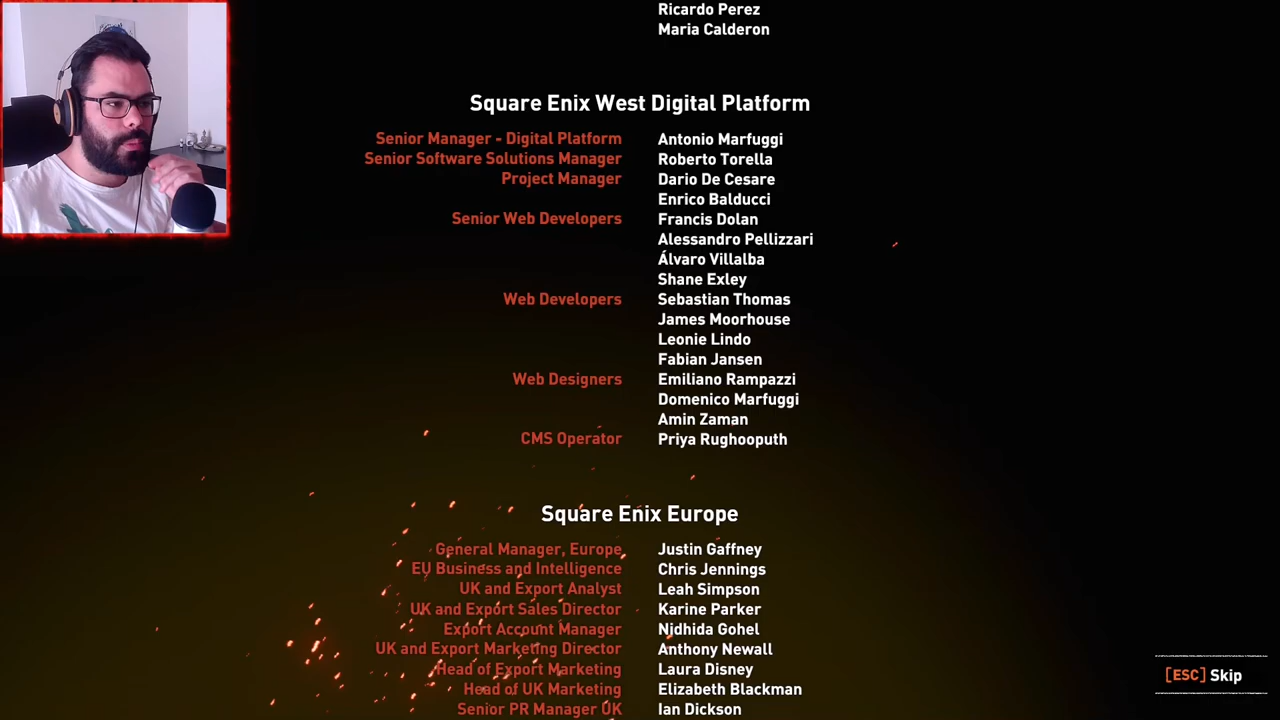 Ricardo Perez
Maria Calderon
Square Enix West Digital Platform
Senior Manager - Digital Platform Antonio Marfuggi
Senior Software Solutions Manager Roberto Torella
Project Manager Dario De Cesare
Enrico Balducci
Senior Web Developers Francis Dolan
Alessandro Pellizzari
Álvaro Villalba
Shane Exley
Web Developers Sebastian Thomas
James Moorhouse
Leonie Lindo
Fabian Jansen
Web Designers Emiliano Rampazzi
Domenico Marfuggi
Amin Zaman
CMS Operator Priya Rughooputh
Square Enix Europe
General Manager, Europe Justin Gaffney
EU Business and Intelligence Chris Jennings
UK and Export Analyst Leah Simpson
UK and Export Sales Director Karine Parker
Export Account Manager Nidhida Gohel
UK and Export Marketing Director Anthony Newall
Head of Export Marketing Laura Disney
Head of UK Marketing Elizabeth Blackman
Senior PR Manager UK Ian Dickson
[ESC] Skip